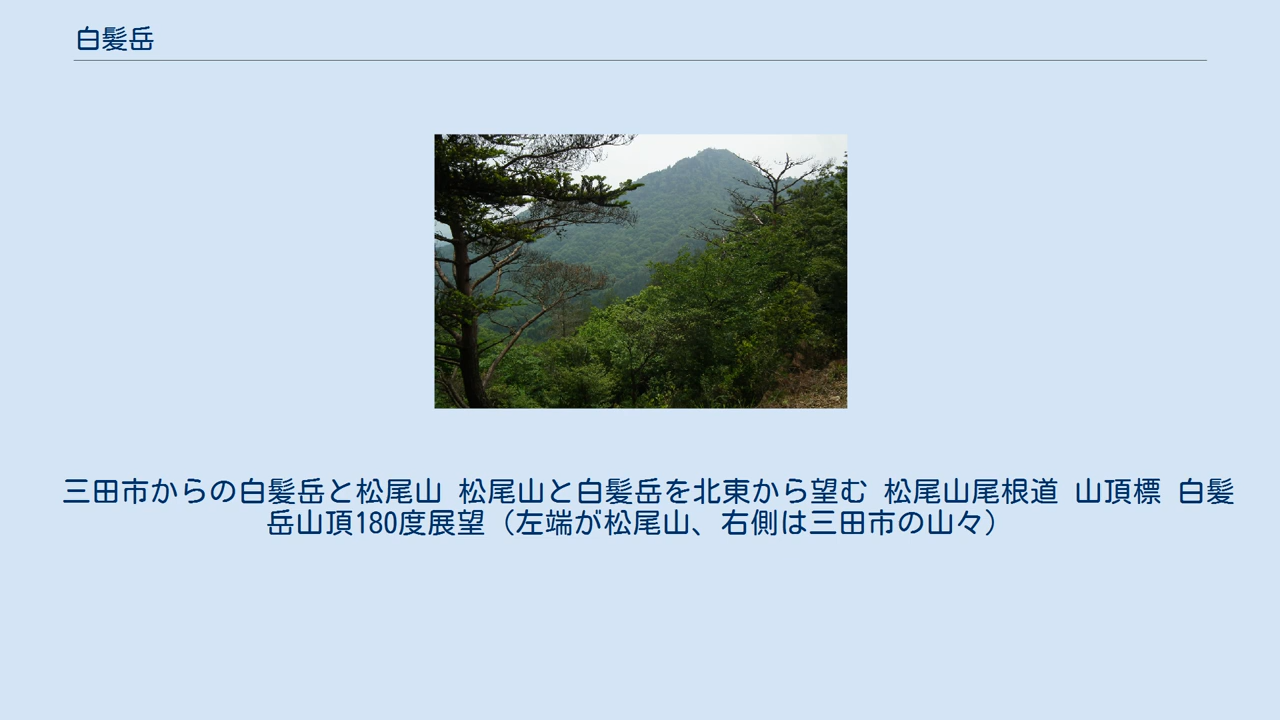 白髪岳
三田市からの白髪岳と松尾山 松尾山と白髪岳を北東から望む 松尾山尾根道 山頂標 白髪
岳山頂180度展望（左端が松尾山、右側は三田市の山々）